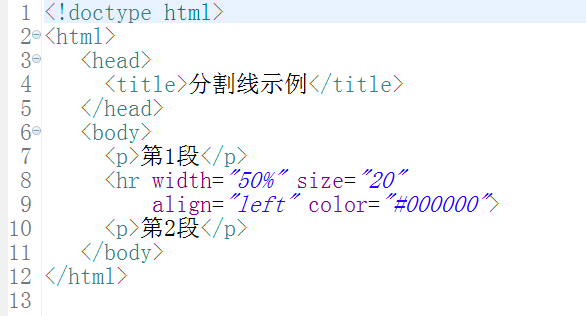 1 <!doctype html>
2 <html>
3 <head>
4 <title>分割线示例</title>
5 </head>
6 <body>
7 <p>第1段</p>
8 <hr width="50%" size="20"
9 align="left" color="#000000">
10 <p>第2段</p>
11 </body>
12 </html>
13